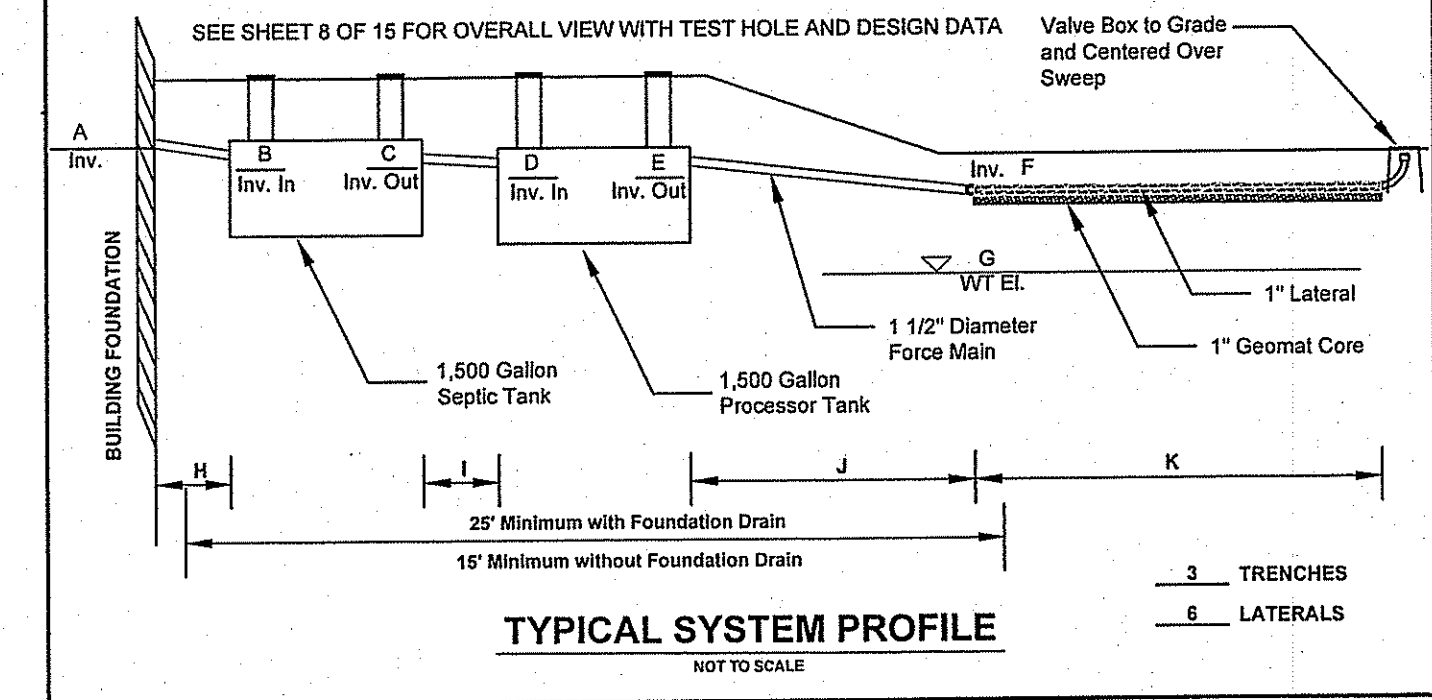 SEE SHEET 8 OF 15 FOR OVERALL VIEW WITH TEST HOLE AND DESIGN DATA
Valve Box to Grade
and Centered Over
Sweep
A
Inv.
B
Inv. In
C
Inv. Out
D
Inv. In
E
Inv. Out
Inv. F
G
WT El.
1" Lateral
1" Geomat Core
1 1/2" Diameter
Force Main
1,500 Gallon
Septic Tank
1,500 Gallon
Processor Tank
BUILDING FOUNDATION
H
I
J
K
25' Minimum with Foundation Drain
15' Minimum without Foundation Drain
3 TRENCHES
6 LATERALS
TYPICAL SYSTEM PROFILE
NOT TO SCALE